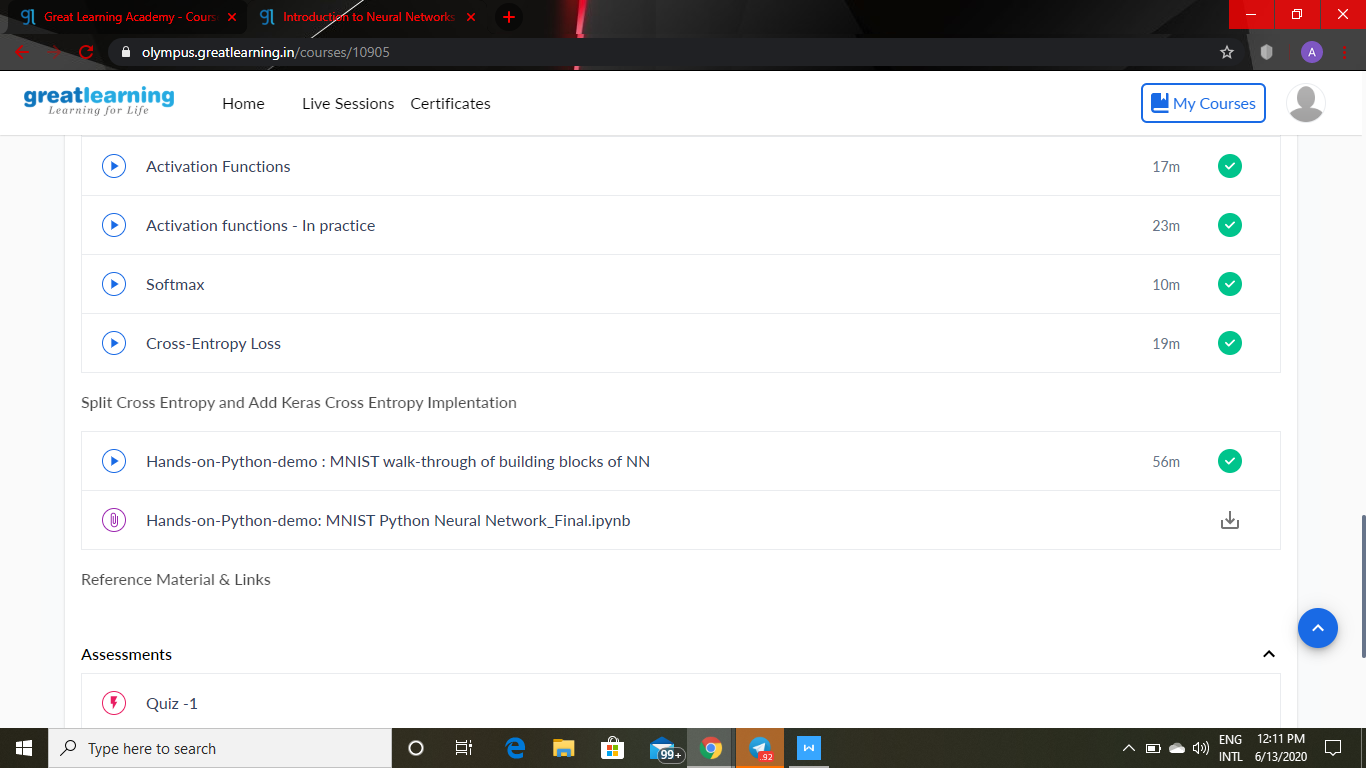 Great Learning Academy - Cours
Introduction to Neural Networks
olympus.greatlearning.in/courses/10905
A
greatlearning
Learning for Life
Home
Live Sessions
Certificates
My Courses
Activation Functions 17m
Activation functions - In practice 23m
Softmax 10m
Cross-Entropy Loss 19m
Split Cross Entropy and Add Keras Cross Entropy Implentation
Hands-on-Python-demo : MNIST walk-through of building blocks of NN 56m
Hands-on-Python-demo: MNIST Python Neural Network_Final.ipynb
Reference Material & Links
Assessments
Quiz -1
Type here to search
99+
92
ENG
INTL
12:11 PM
6/13/2020